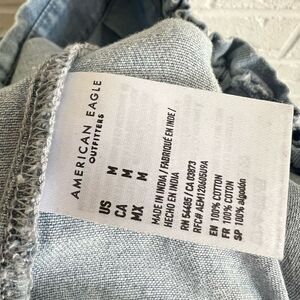 AMERICAN EAGLE
OUTFITTERS
US M
CA M
MX M
MADE IN INDIA / FABRIQUÉ EN INDE /
HECHO EN INDIA
RN 54485 / CA 03873
RFC# AEM120605U9A
EN 100% COTTON
FR 100% COTON
SP 100% algodón